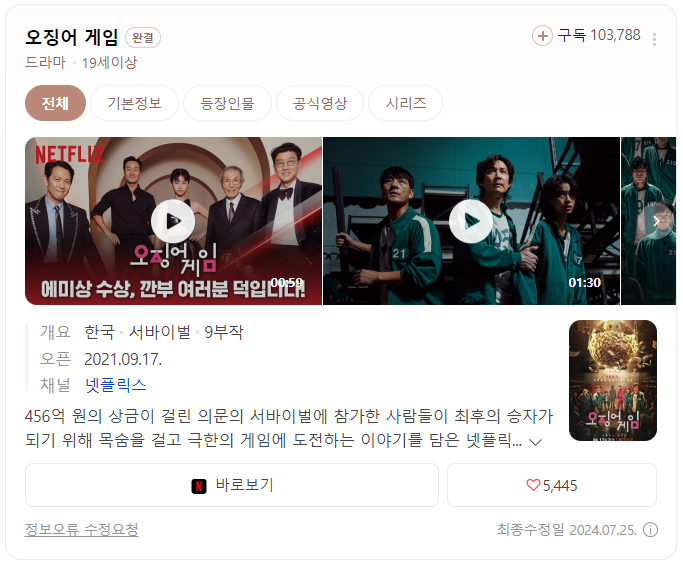 오징어 게임 완결
구독 103,788
드라마 · 19세이상
전체 기본정보 등장인물 공식영상 시리즈
NETFLIX
오징어게임
에미상 수상, 깐부 여러분 덕입니다!
00:59
01:30
개요 한국 · 서바이벌 · 9부작
오픈 2021.09.17.
채널 넷플릭스
456억 원의 상금이 걸린 의문의 서바이벌에 참가한 사람들이 최후의 승자가
되기 위해 목숨을 걸고 극한의 게임에 도전하는 이야기를 담은 넷플릭...
오징어게임
N 바로보기
5,445
정보오류 수정요청
최종수정일 2024.07.25.